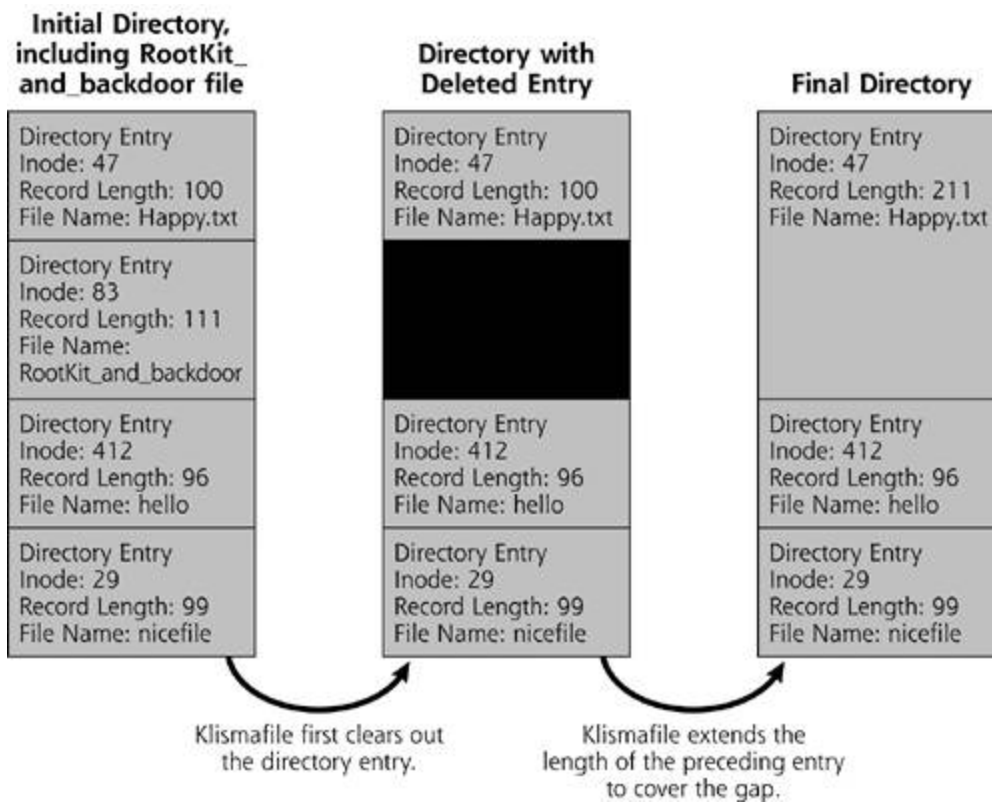 Initial Directory,
including RootKit_
and_backdoor file
Directory Entry
Inode: 47
Record Length: 100
File Name: Happy.txt
Directory Entry
Inode: 83
Record Length: 111
File Name:
RootKit_and_backdoor
Directory Entry
Inode: 412
Record Length: 96
File Name: hello
Directory Entry
Inode: 29
Record Length: 99
File Name: nicefile
Directory with
Deleted Entry
Directory Entry
Inode: 47
Record Length: 100
File Name: Happy.txt
Directory Entry
Inode: 412
Record Length: 96
File Name: hello
Directory Entry
Inode: 29
Record Length: 99
File Name: nicefile
Final Directory
Directory Entry
Inode: 47
Record Length: 211
File Name: Happy.txt
Directory Entry
Inode: 412
Record Length: 96
File Name: hello
Directory Entry
Inode: 29
Record Length: 99
File Name: nicefile
Klismafile first clears out
the directory entry.
Klismafile extends the
length of the preceding entry
to cover the gap.